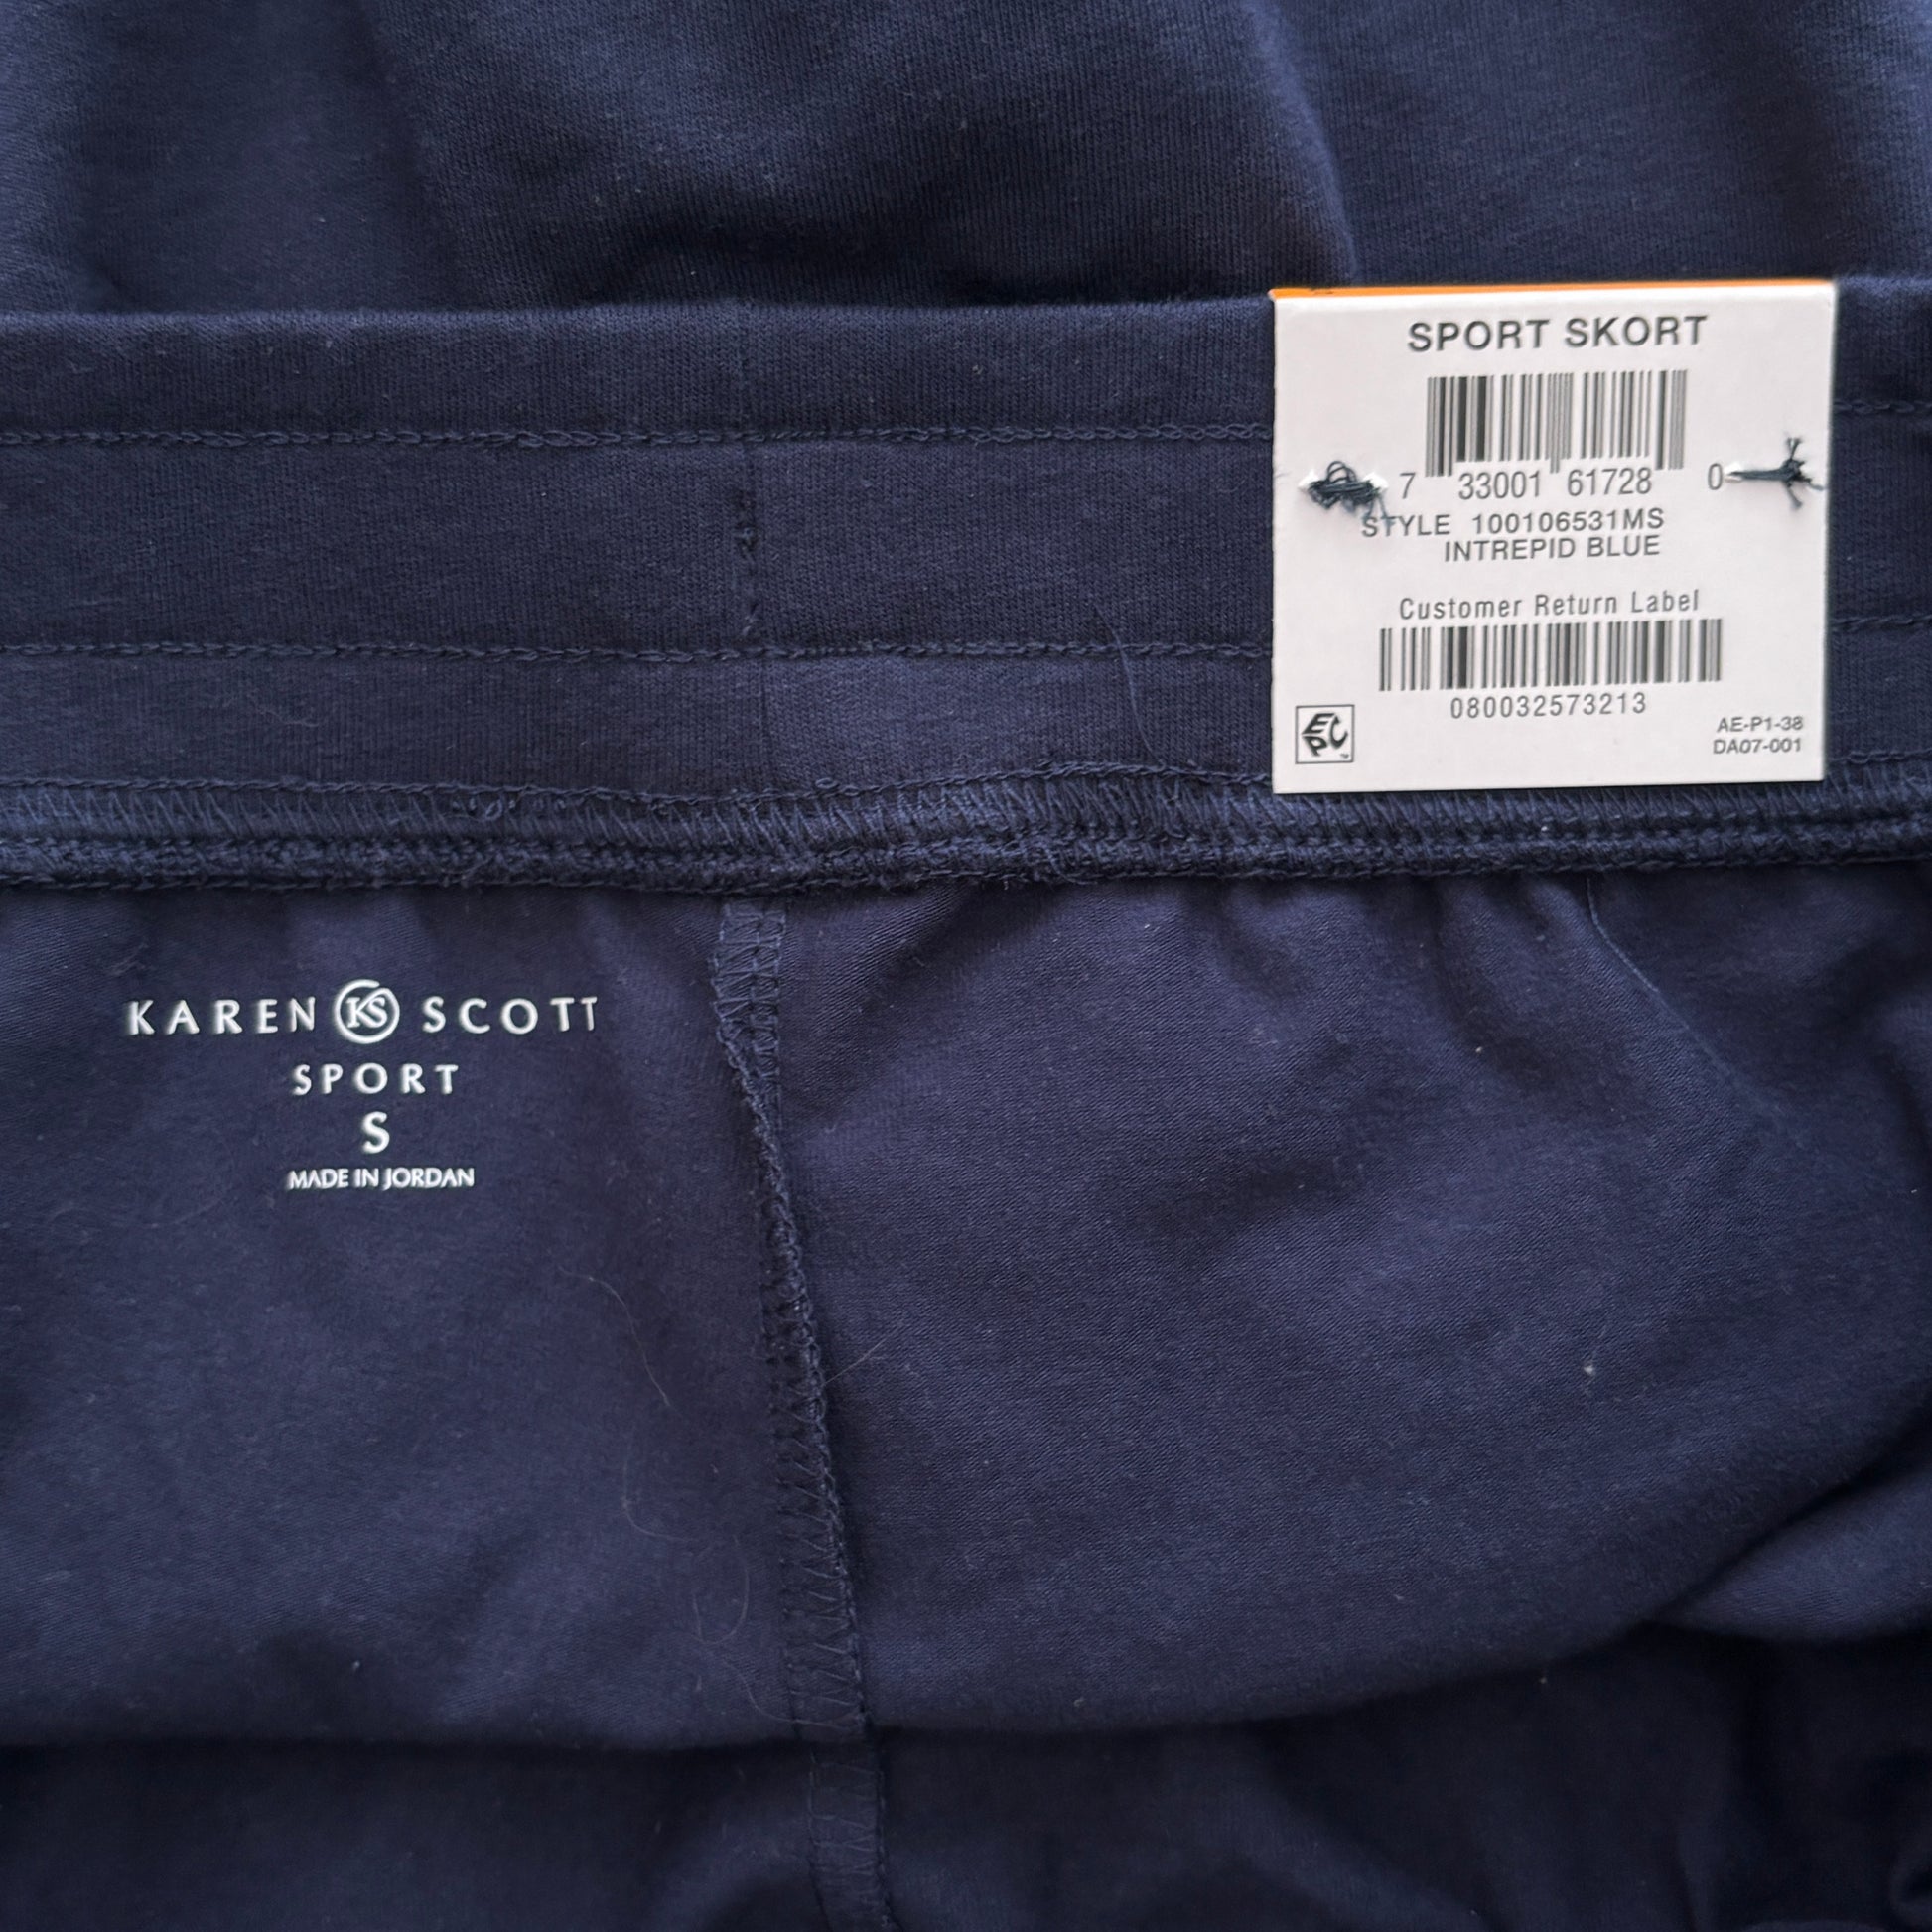 SPORT SKORT
7 33001 61728 0
STYLE 100106531MS
INTREPID BLUE
Customer Return Label
080032573213
EPC
AE-P1-38
DA07-001
KAREN KS SCOTT
SPORT
S
MADE IN JORDAN